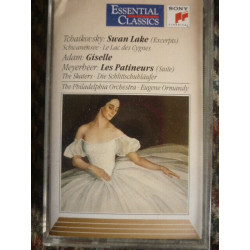 ESSENTIAL
CLASSICS
SONY
Tchaikovsky: Swan Lake (Excerpts)
Schwanensee · Le Lac des Cygnes
Adam: Giselle
Meyerbeer: Les Patineurs (Suite)
The Skaters · Die Schlittschuhläufer
The Philadelphia Orchestra · Eugene Ormandy